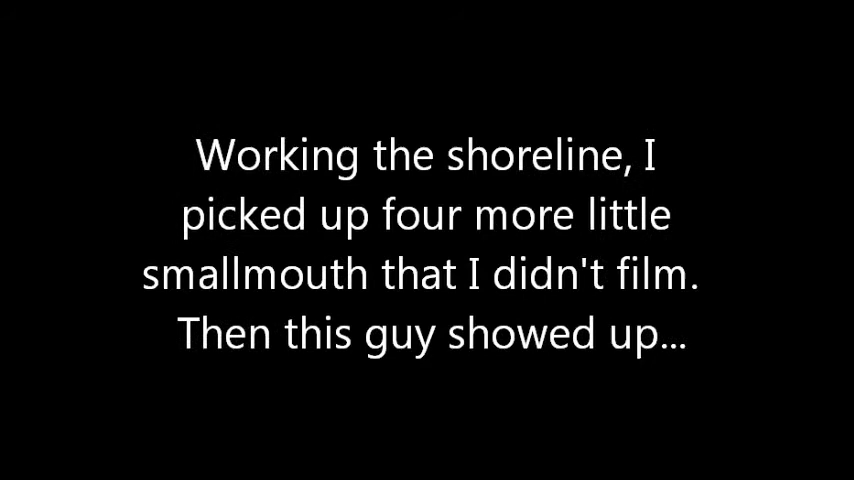 Working the shoreline, I
picked up four more little
smallmouth that I didn't film.
Then this guy showed up...